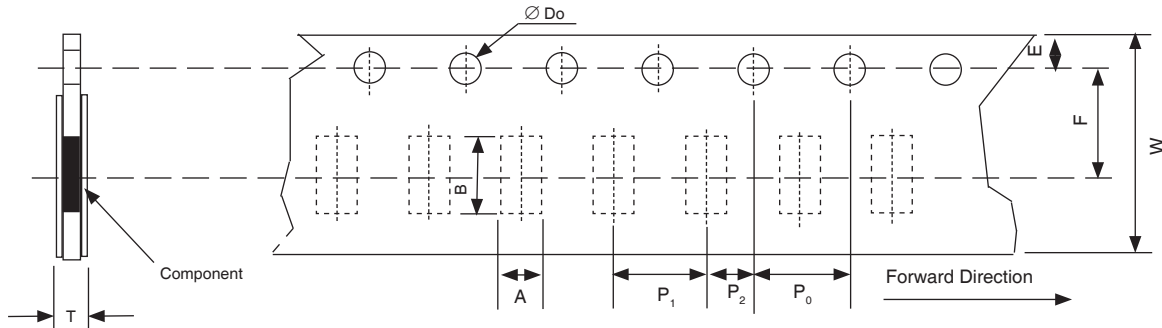 ∅ Do
E
F
W
B
Component
A
P₁
P₂
P₀
Forward Direction
T